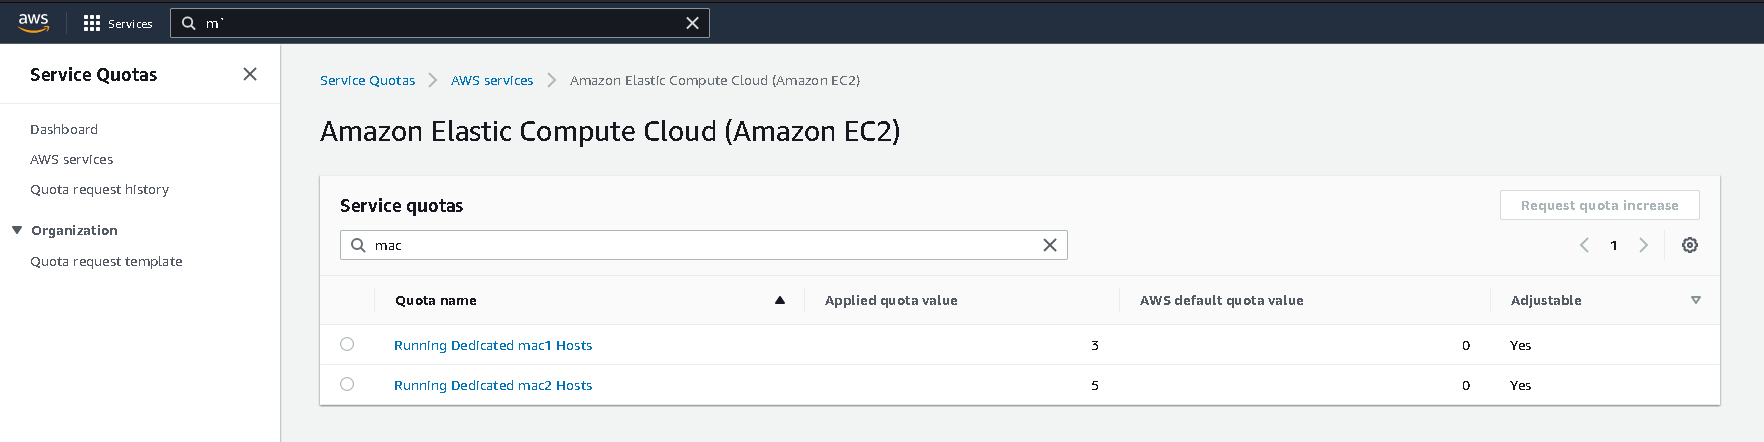 aws Services m`
Service Quotas
Dashboard
AWS services
Quota request history
Organization
Quota request template
Service Quotas AWS services Amazon Elastic Compute Cloud (Amazon EC2)
Amazon Elastic Compute Cloud (Amazon EC2)
Service quotas Request quota increase
mac 1
Quota name Applied quota value AWS default quota value Adjustable
Running Dedicated mac1 Hosts 3 0 Yes
Running Dedicated mac2 Hosts 5 0 Yes